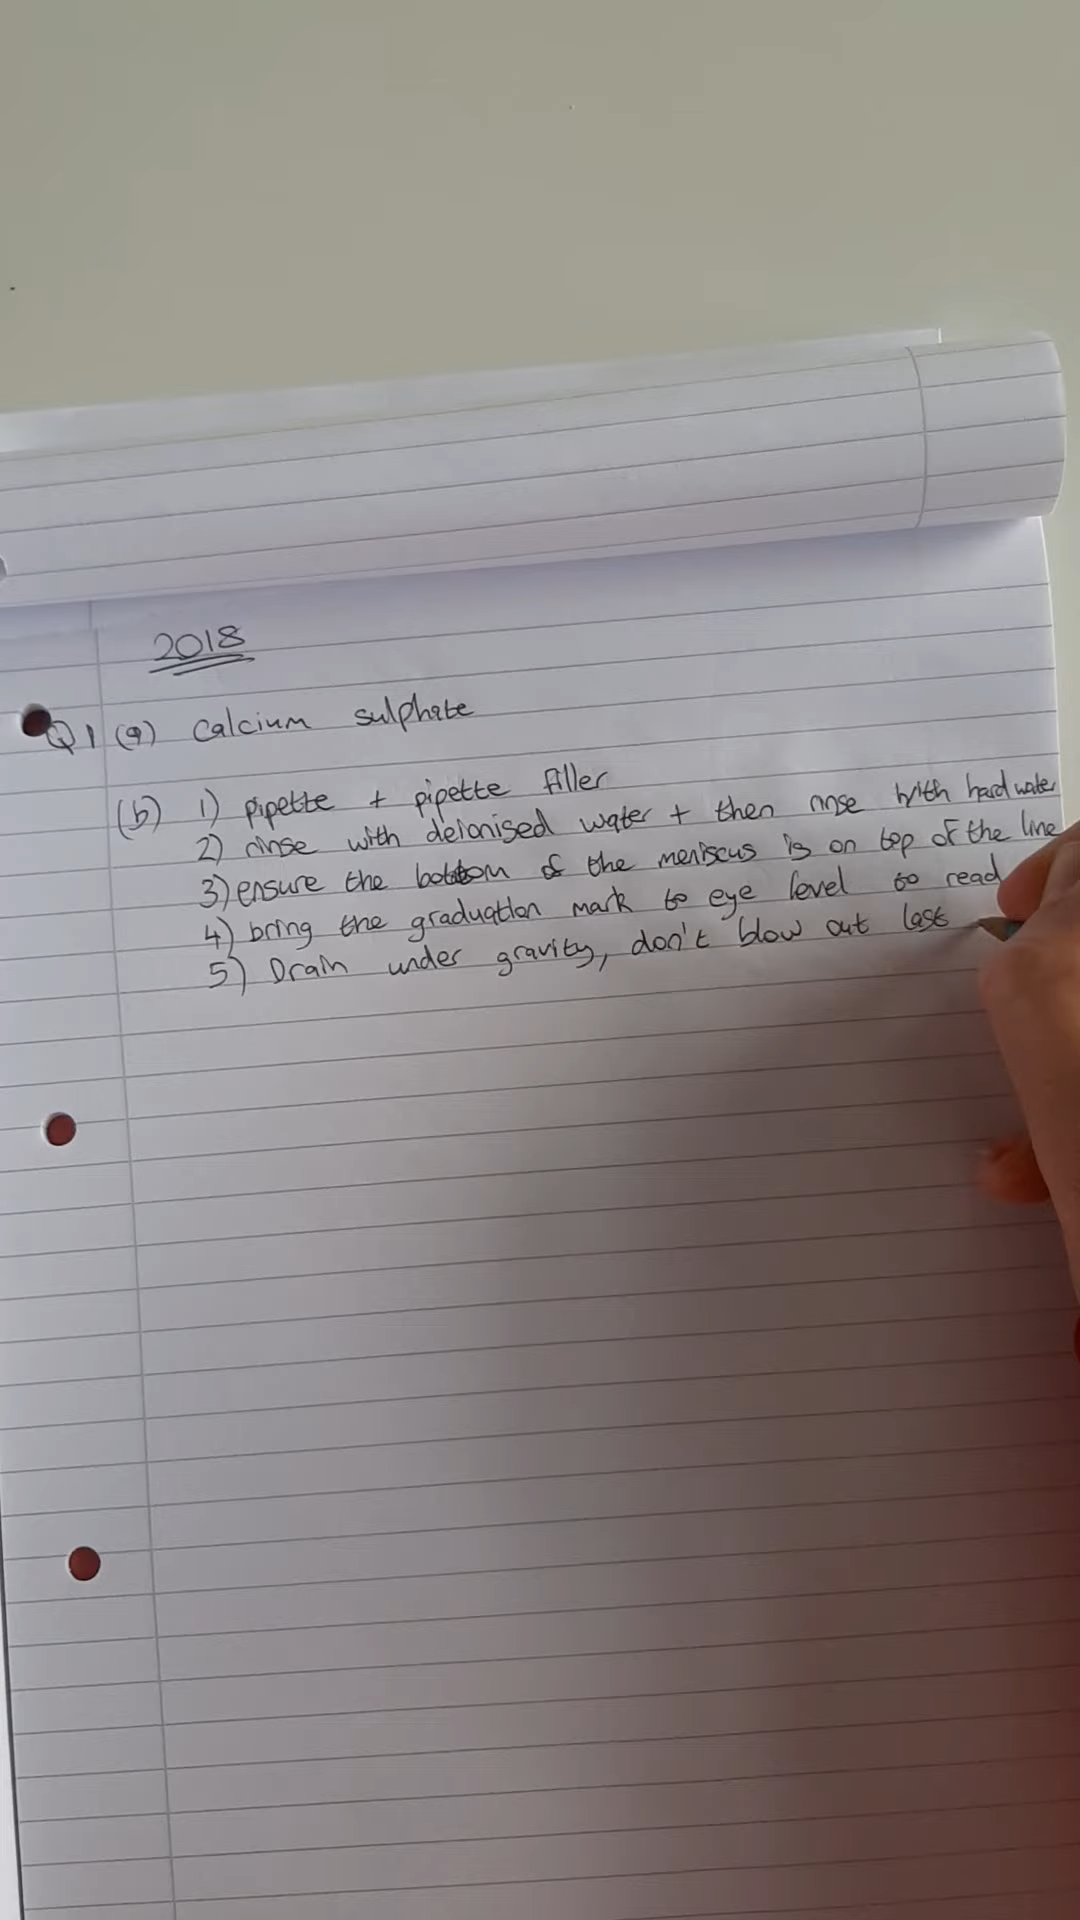 2018
Q1 (a) Calcium sulphate
(b) 1) pipette + pipette filler
2) rinse with deionised water + then rinse with hard water
3) ensure the bottom of the meniscus is on top of the line
4) bring the graduation mark to eye level to read
5) Drain under gravity, don't blow out last